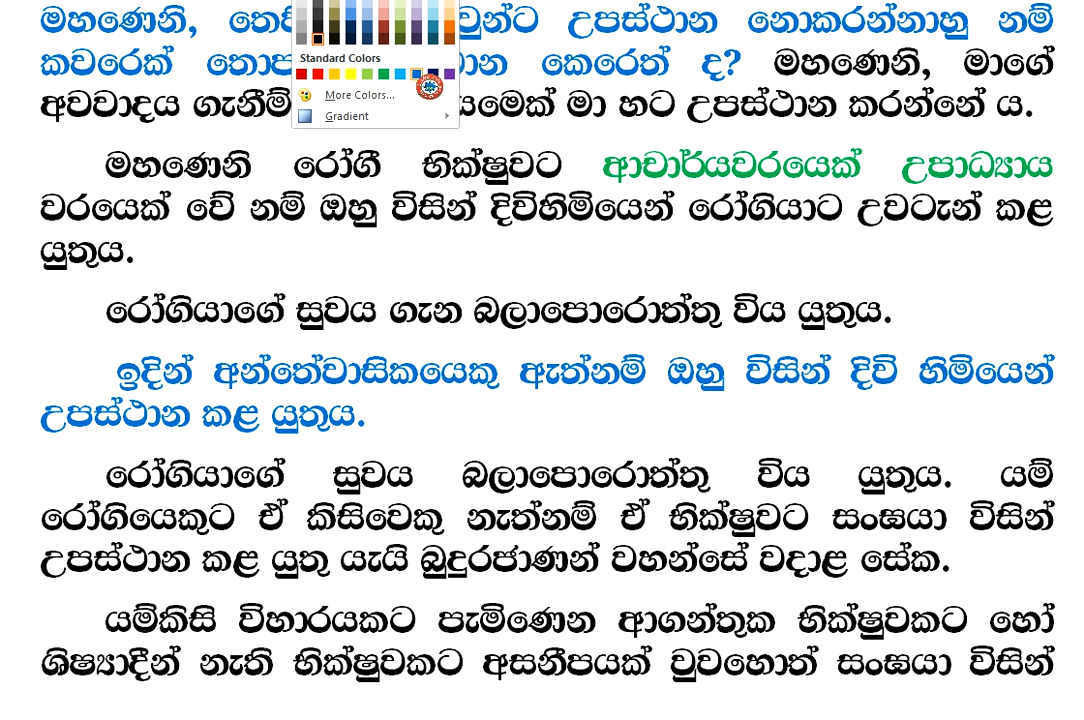 මහණෙනි, වුන්ට උපස්ථාන නොකරන්නාහු නම්
කවරෙක් කෙරෙත් ද? මහණෙනි, මාගේ
Standard Colors
More Colors...
Gradient
අවවාදය ගැනීම් යමෙක් මා හට උපස්ථාන කරන්නේ ය.
මහණෙනි රෝගී භික්ෂුවට ආචාර්යවරයෙක් උපාධ්‍යාය
වරයෙක් වේ නම් ඔහු විසින් දිවිහිමියෙන් රෝගියාට උවටැන් කළ
යුතුය.
රෝගියාගේ සුවය ගැන බලාපොරොත්තු විය යුතුය.
ඉදින් අන්තේවාසිකයෙකු ඇත්නම් ඔහු විසින් දිවි හිමියෙන්
උපස්ථාන කළ යුතුය.
රෝගියාගේ සුවය බලාපොරොත්තු විය යුතුය. යම්
රෝගියෙකුට ඒ කිසිවෙකු නැත්නම් ඒ භික්ෂුවට සංඝයා විසින්
උපස්ථාන කළ යුතු යැයි බුදුරජාණන් වහන්සේ වදාළ සේක.
යම්කිසි විහාරයකට පැමිණෙන ආගන්තුක භික්ෂුවකට හෝ
ශිෂ්‍යාදීන් නැති භික්ෂුවකට අසනීපයක් වුවහොත් සංඝයා විසින්